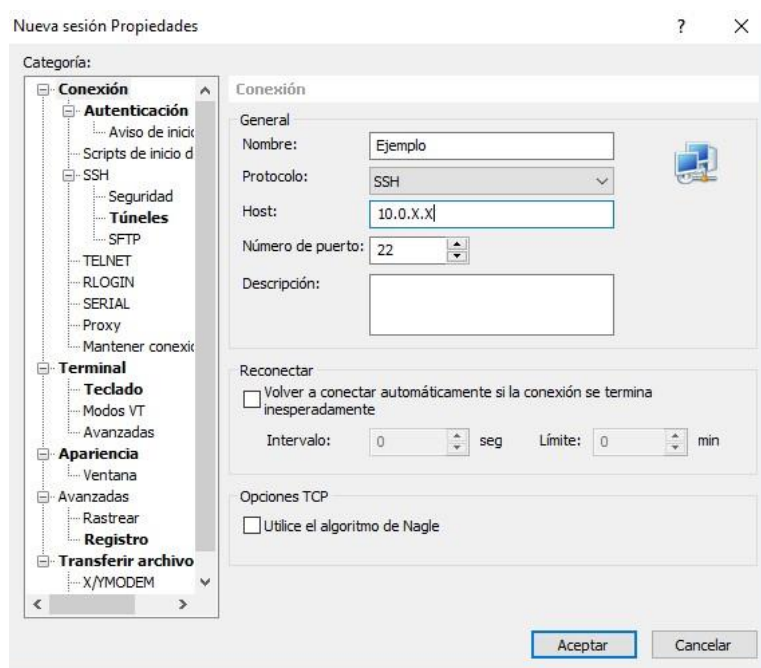 Nueva sesión Propiedades
?
Categoría:
Conexión
Autenticación
Aviso de inicic
Scripts de inicio d
SSH
Seguridad
Túneles
SFTP
TELNET
RLOGIN
SERIAL
Proxy
Mantener conexió
Terminal
Teclado
Modos VT
Avanzadas
Apariencia
Ventana
Avanzadas
Rastrear
Registro
Transferir archivo
X/YMODEM
Conexión
General
Nombre: Ejemplo
Protocolo: SSH
Host: 10.0.X.X
Número de puerto: 22
Descripción:
Reconectar
Volver a conectar automáticamente si la conexión se termina
inesperadamente
Intervalo: 0 seg Límite: 0 min
Opciones TCP
Utilice el algoritmo de Nagle
Aceptar Cancelar